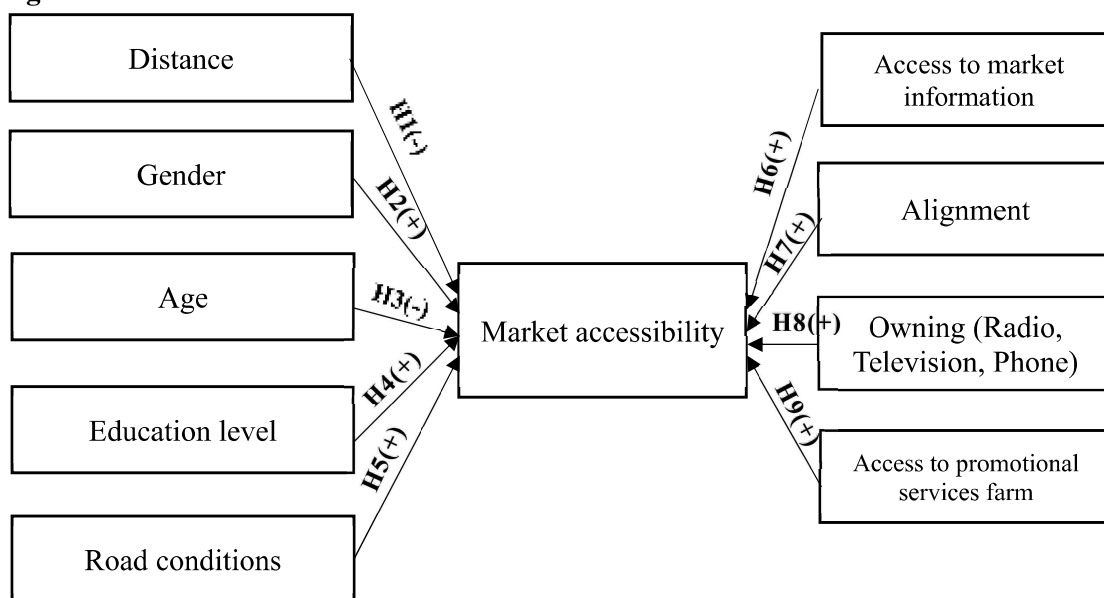 Distance
Gender
Age
Education level
Road conditions
H1(-)
H2(+)
H3(-)
H4(+)
H5(+)
Market accessibility
H6(+)
H7(+)
H8(+)
H9(+)
Access to market
information
Alignment
Owning (Radio,
Television, Phone)
Access to promotional
services farm